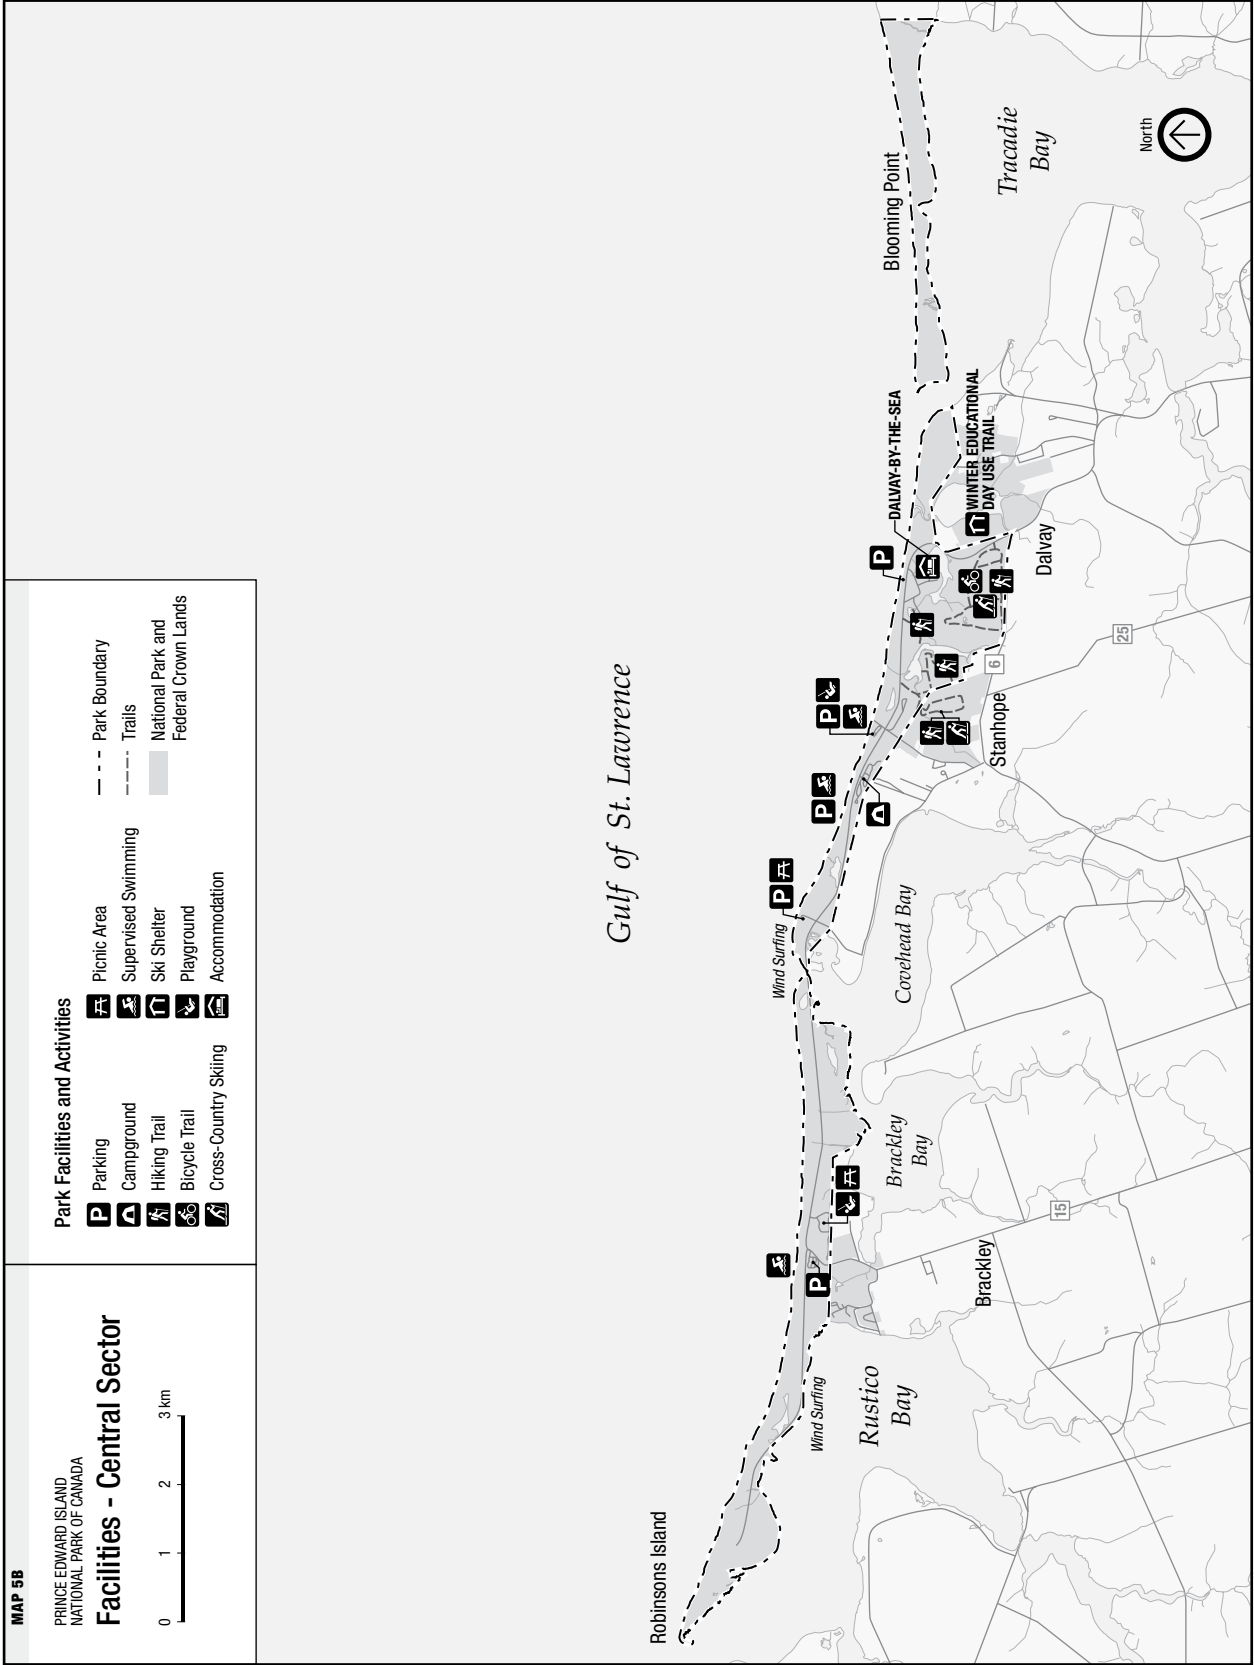 MAP 5B
PRINCE EDWARD ISLAND
NATIONAL PARK OF CANADA
Facilities - Central Sector
0 1 2 3 km
Park Facilities and Activities
P Parking
Campground
Hiking Trail
Bicycle Trail
Cross-Country Skiing
Picnic Area
Supervised Swimming
Ski Shelter
Playground
Accommodation
Park Boundary
Trails
National Park and
Federal Crown Lands
Gulf of St. Lawrence
Robinsons Island
Wind Surfing
Rustico
Bay
P
Brackley
15
Brackley
Bay
Wind Surfing
P
Covehead Bay
P
P
Stanhope
6
25
P
DALVAY-BY-THE-SEA
WINTER EDUCATIONAL
DAY USE TRAIL
Dalvay
Blooming Point
Tracadie
Bay
North